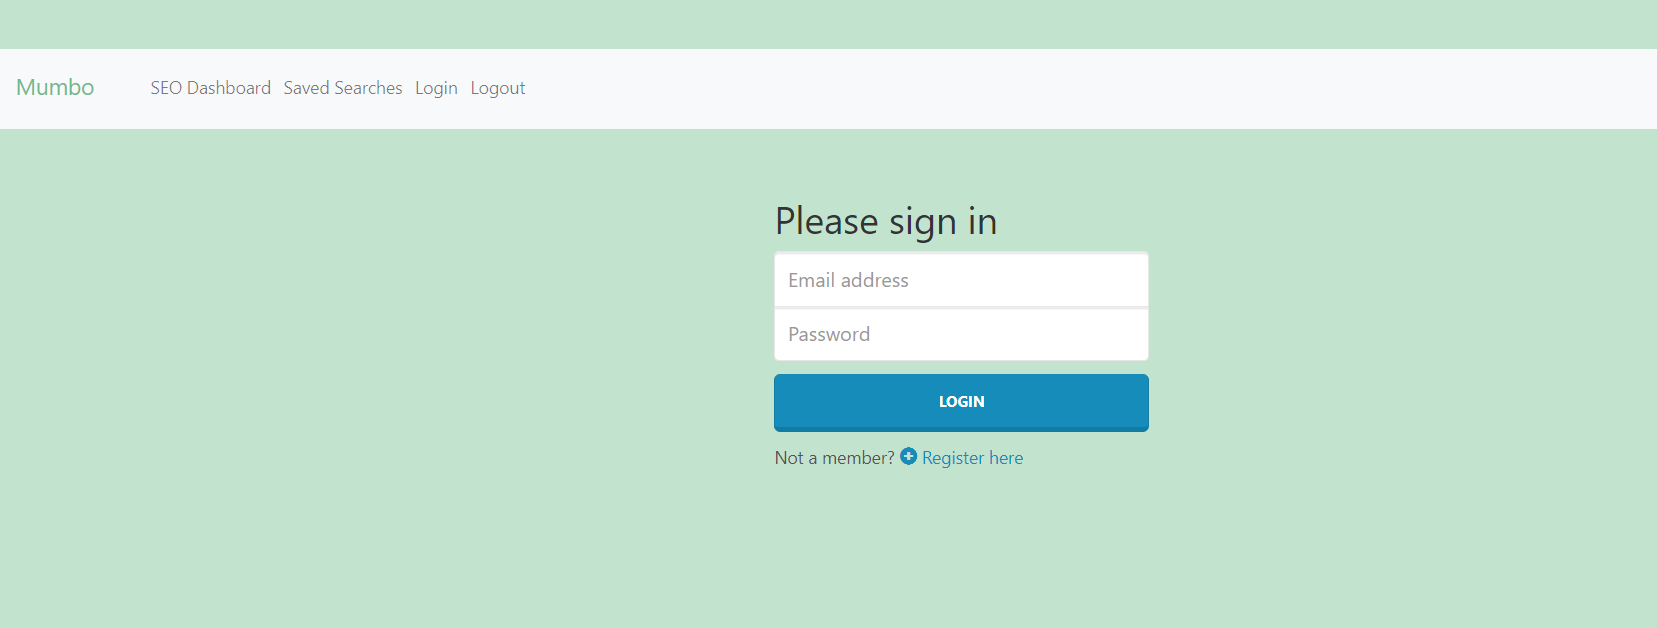 Mumbo SEO Dashboard Saved Searches Login Logout
Please sign in
Email address
Password
LOGIN
Not a member? Register here